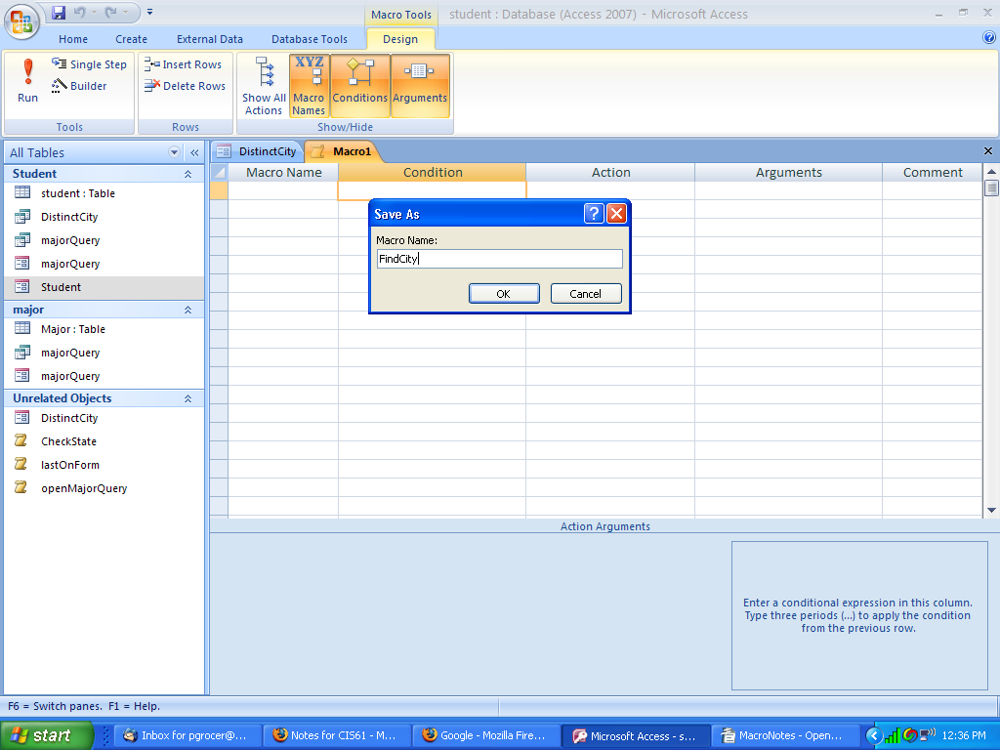 Macro Tools
student : Database (Access 2007) - Microsoft Access
Home Create External Data Database Tools Design
Run
Single Step
Builder
Tools
Insert Rows
Delete Rows
Rows
Show All Actions
XYZ
Macro Names
Conditions
Arguments
Show/Hide
All Tables
Student
student : Table
DistinctCity
majorQuery
majorQuery
Student
major
Major : Table
majorQuery
majorQuery
Unrelated Objects
DistinctCity
CheckState
lastOnForm
openMajorQuery
DistinctCity Macro1
Macro Name Condition Action Arguments Comment
Save As
Macro Name:
FindCity
OK Cancel
Action Arguments
Enter a conditional expression in this column.
Type three periods (...) to apply the condition
from the previous row.
F6 = Switch panes. F1 = Help.
start
Inbox for pgrocer@...
Notes for CIS61 - M...
Google - Mozilla Fire...
Microsoft Access - s...
MacroNotes - Open...
12:36 PM